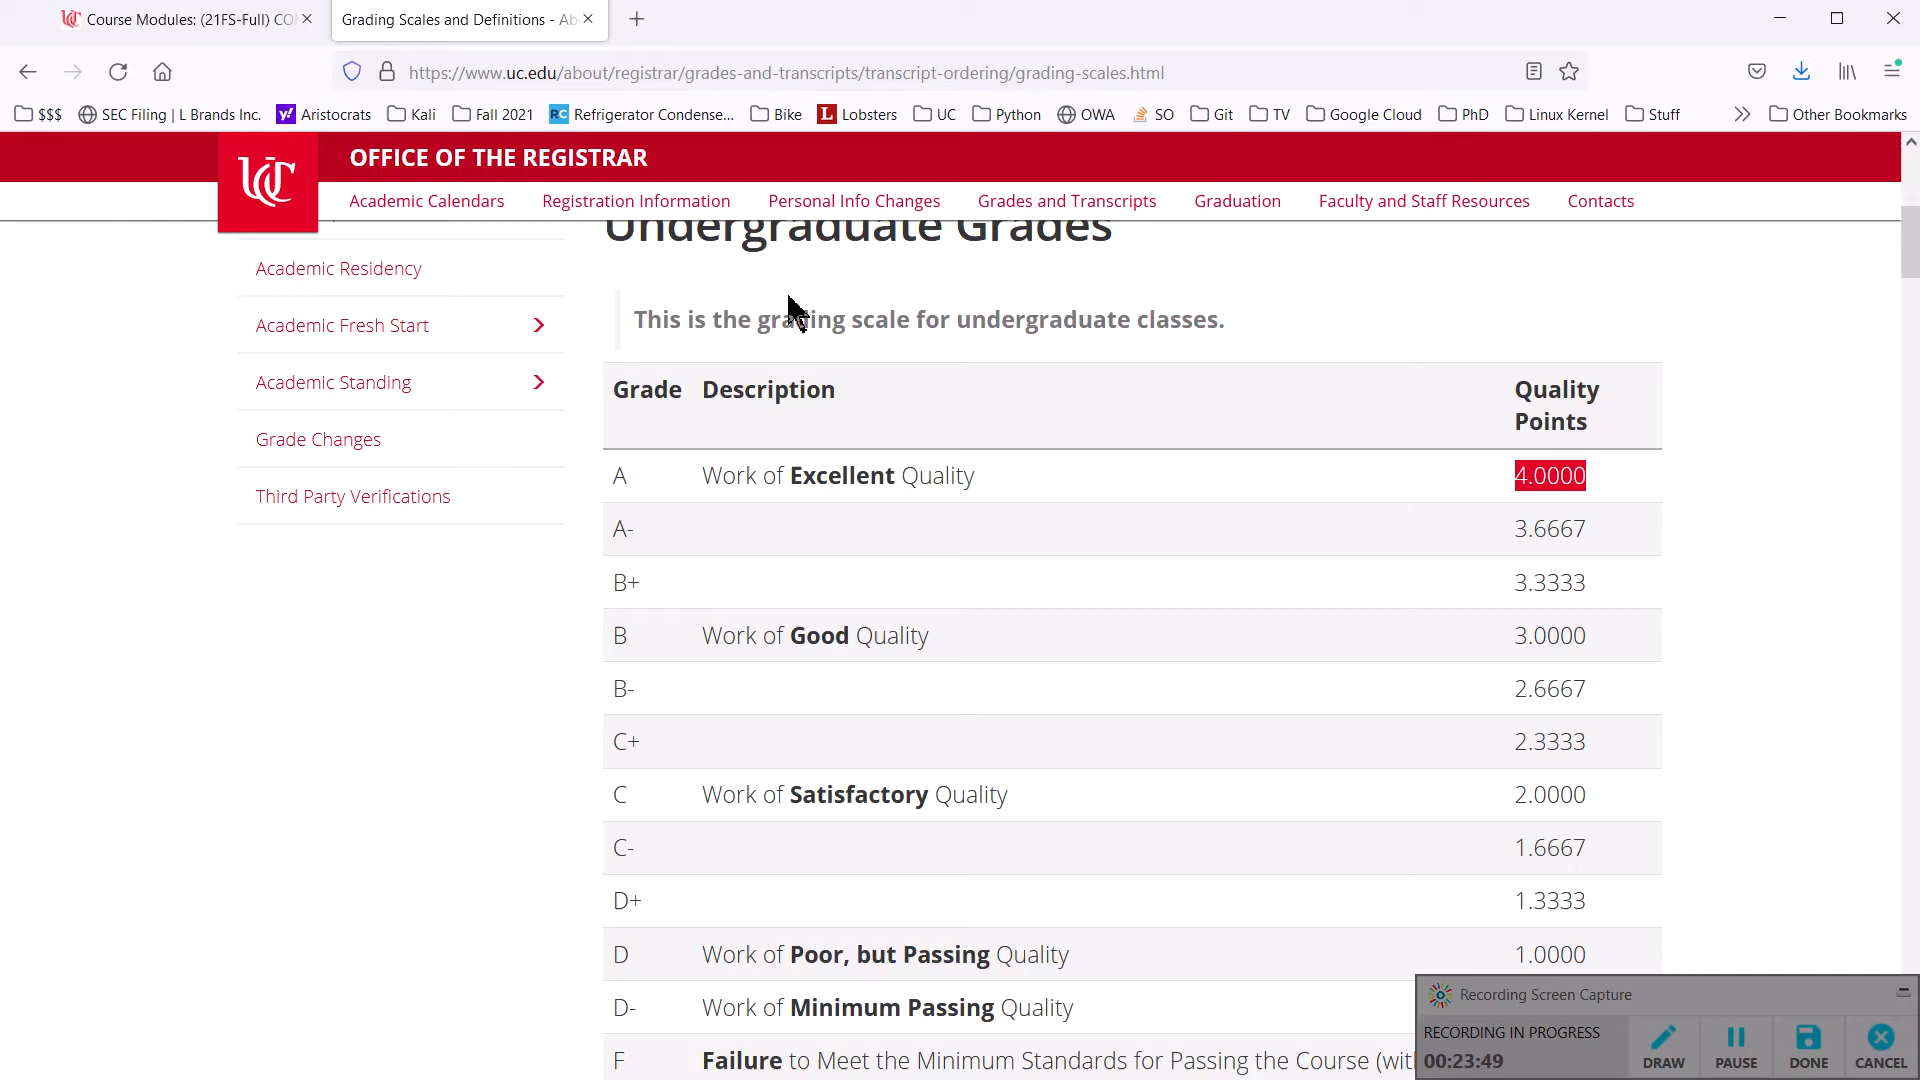 Course Modules: (21FS-Full) CO
Grading Scales and Definitions - Ab
https://www.uc.edu/about/registrar/grades-and-transcripts/transcript-ordering/grading-scales.html
$$$ SEC Filing | L Brands Inc. Aristocrats Kali Fall 2021 RC Refrigerator Condense... Bike L Lobsters UC Python OWA SO Git TV Google Cloud PhD Linux Kernel Stuff Other Bookmarks
UC
OFFICE OF THE REGISTRAR
Academic Calendars Registration Information Personal Info Changes Grades and Transcripts Graduation Faculty and Staff Resources Contacts
Academic Residency
Academic Fresh Start
Academic Standing
Grade Changes
Third Party Verifications
Undergraduate Grades
This is the grading scale for undergraduate classes.
Grade Description Quality Points
A Work of Excellent Quality 4.0000
A- 3.6667
B+ 3.3333
B Work of Good Quality 3.0000
B- 2.6667
C+ 2.3333
C Work of Satisfactory Quality 2.0000
C- 1.6667
D+ 1.3333
D Work of Poor, but Passing Quality 1.0000
D- Work of Minimum Passing Quality
F Failure to Meet the Minimum Standards for Passing the Course
Recording Screen Capture
RECORDING IN PROGRESS
00:23:49
DRAW PAUSE DONE CANCEL